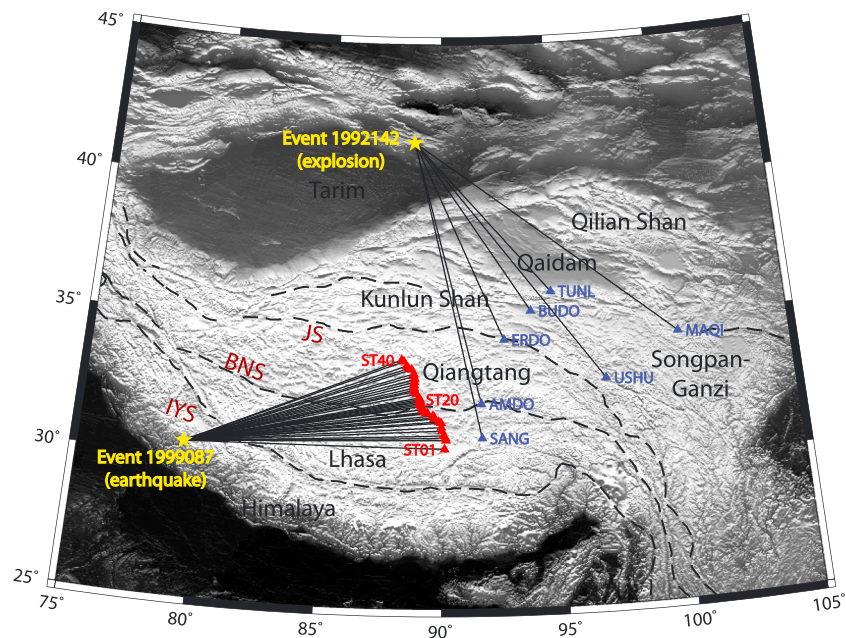 45°
Event 1992142
(explosion)
40°
Tarim
Qilian Shan
Qaidam
TUNL
35°
Kunlun Shan
BUDO
JS
ERDO
MAQI
ST40
BNS
Qiangtang
Songpan-
Ganzi
USHU
ST20
AMDO
IYS
30°
SANG
ST01
Event 1999087
(earthquake)
Lhasa
Himalaya
25°
75°
80°
85°
90°
95°
100°
105°